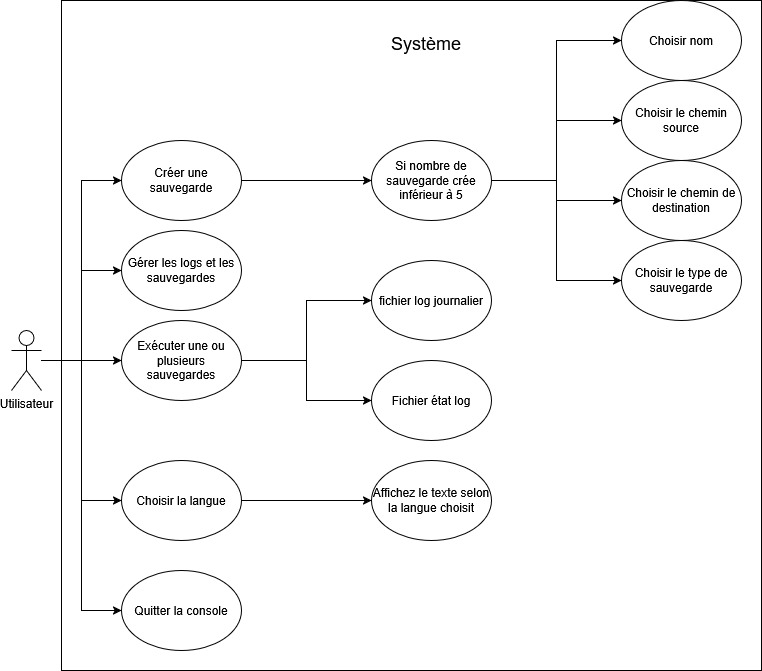 Système
Choisir nom
Choisir le chemin
source
Créer une
sauvegarde
Si nombre de
sauvegarde crée
inférieur à 5
Choisir le chemin de
destination
Gérer les logs et les
sauvegardes
Choisir le type de
sauvegarde
fichier log journalier
Exécuter une ou
plusieurs
sauvegardes
Utilisateur
Fichier état log
Choisir la langue
Affichez le texte selon
la langue choisit
Quitter la console